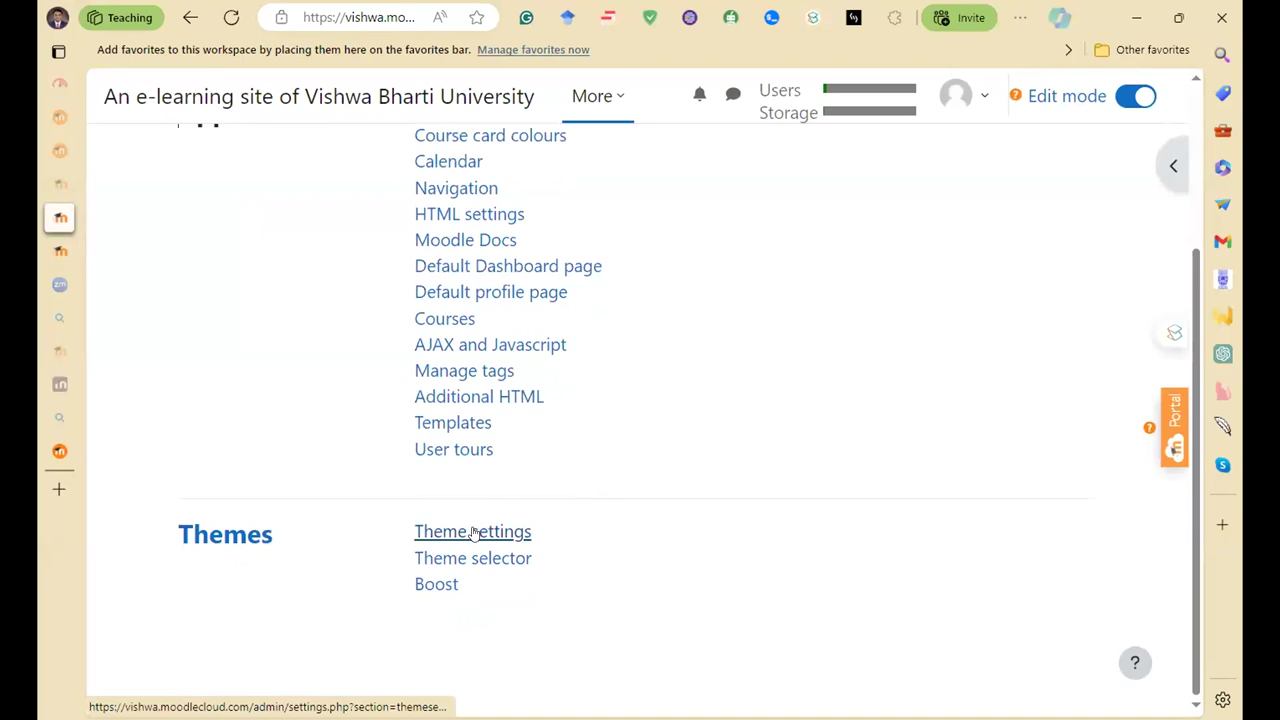 Teaching
https://vishwa.mo...
Invite
Add favorites to this workspace by placing them here on the favorites bar. Manage favorites now
Other favorites
An e-learning site of Vishwa Bharti University
More
Users
Storage
Edit mode
Course card colours
Calendar
Navigation
HTML settings
Moodle Docs
Default Dashboard page
Default profile page
Courses
AJAX and Javascript
Manage tags
Additional HTML
Templates
User tours
Portal
Themes
Theme settings
Theme selector
Boost
?
https://vishwa.moodlecloud.com/admin/settings.php?section=themese...